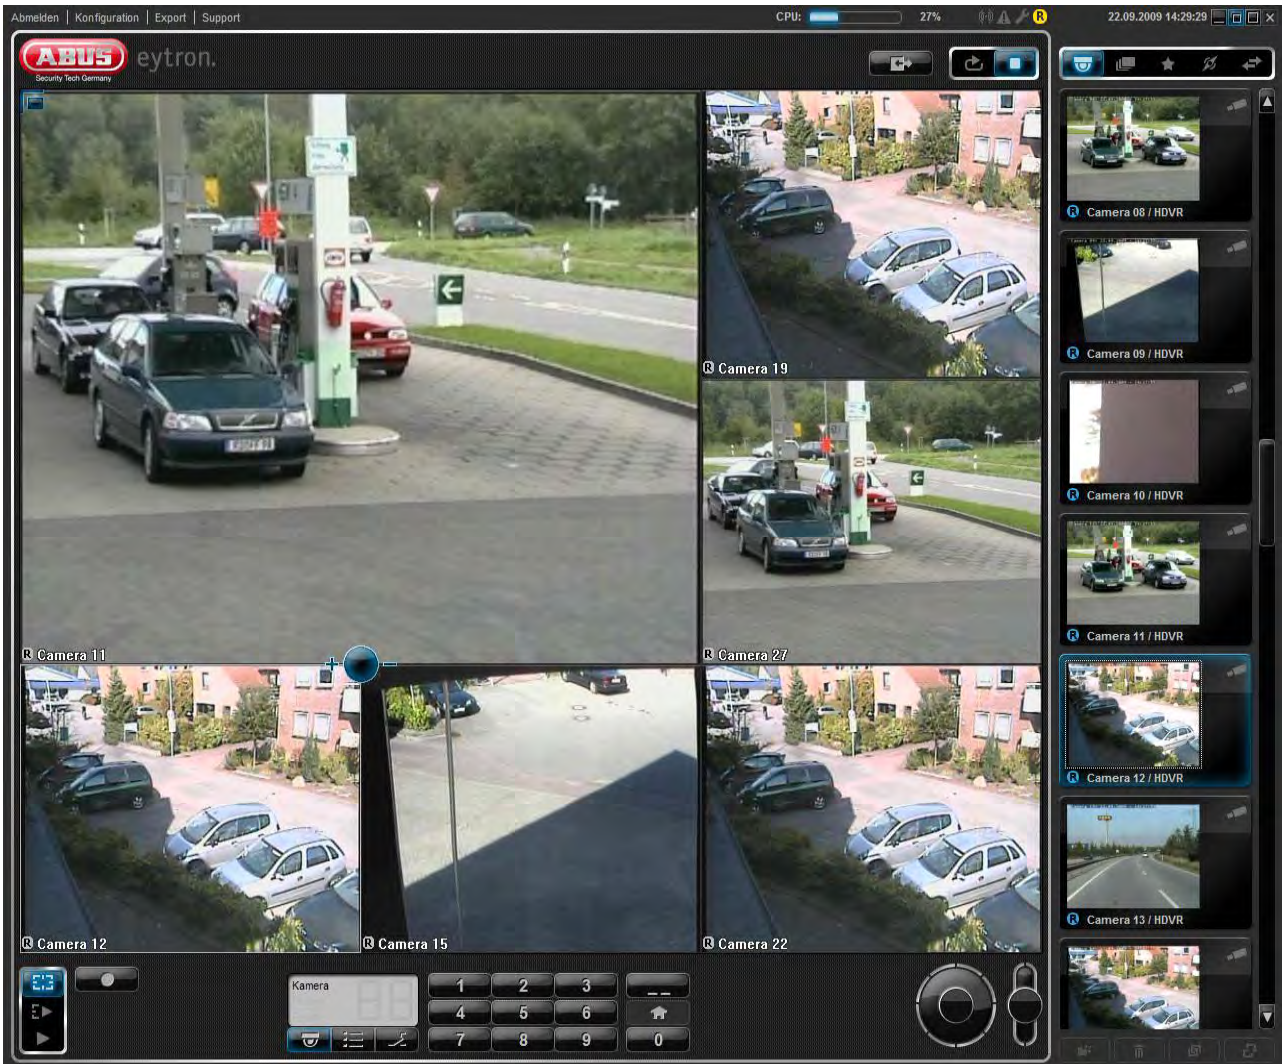 Abmelden | Konfiguration | Export | Support
CPU: 27%
R
22.09.2009 14:29:29
ABUS eytron.
Security Tech Germany
R Camera 11
R Camera 19
R Camera 27
R Camera 12
R Camera 15
R Camera 22
R Camera 08 / HDVR
R Camera 09 / HDVR
R Camera 10 / HDVR
R Camera 11 / HDVR
R Camera 12 / HDVR
R Camera 13 / HDVR
Kamera
1 2 3 _ _
4 5 6
7 8 9 0